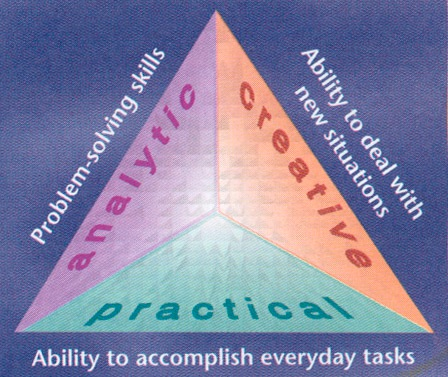 Problem-solving skills
analytic
creative
Ability to deal with
new situations
practical
Ability to accomplish everyday tasks